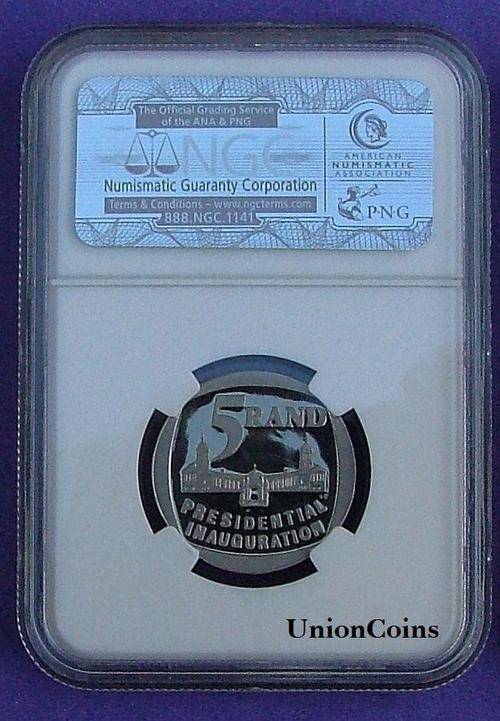 The Official Grading Service
of the ANA & PNG
NGC
Numismatic Guaranty Corporation
Terms & Conditions – www.ngcterms.com
888.NGC.1141
AMERICAN
NUMISMATIC
ASSOCIATION
P·N·G
5 RAND
PRESIDENTIAL
INAUGURATION
UnionCoins